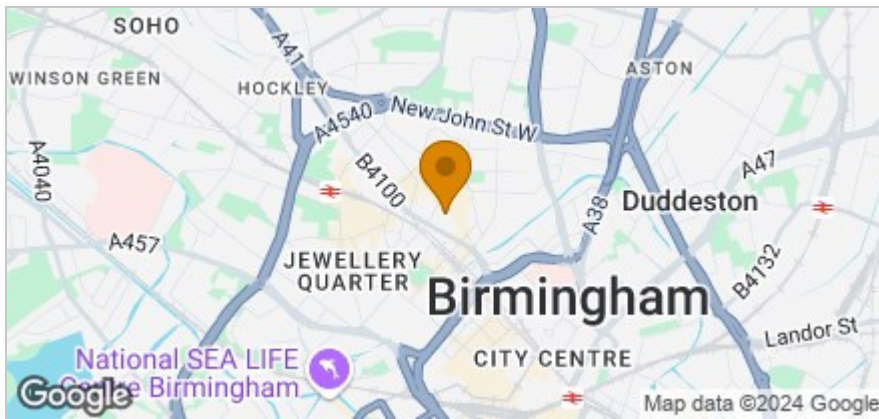 SOHO
A41
WINSON GREEN
HOCKLEY
ASTON
A4540
New John St W
A4040
B4100
A47
A38
Duddeston
A457
JEWELLERY
QUARTER
B4132
Birmingham
Landor St
National SEA LIFE
Centre Birmingham
CITY CENTRE
Google
Map data ©2024 Google